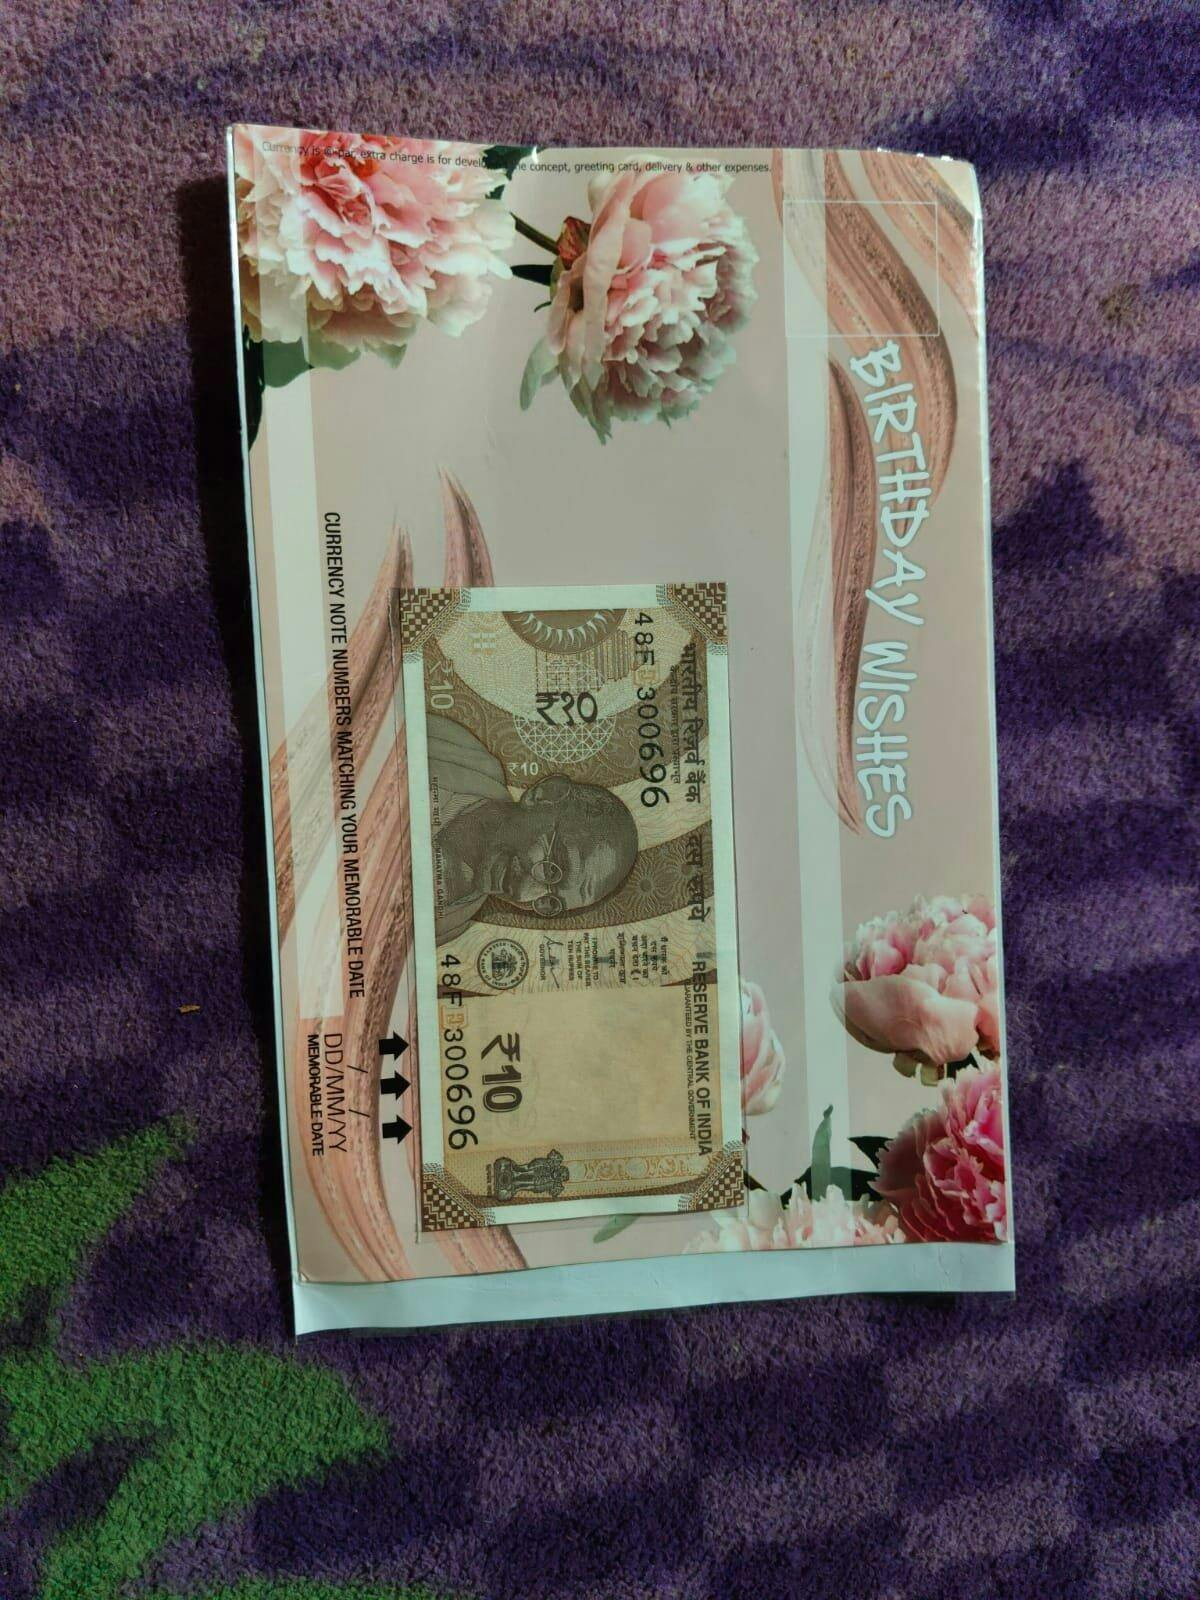 Currency is @ par, extra charge is for the concept, greeting card, delivery & other expenses.
BIRTHDAY WISHES
भारतीय रिज़र्व बैंक
दस रुपये
RESERVE BANK OF INDIA
GUARANTEED BY THE CENTRAL GOVERNMENT
48F 300696
₹१०
₹10
₹10
महात्मा गांधी MAHATMA GANDHI
I PROMISE TO
PAY THE BEARER
THE SUM OF
TEN RUPEES
GOVERNOR
₹10
48F 300696
CURRENCY NOTE NUMBERS MATCHING YOUR MEMORABLE DATE
/ /
DD/MM/YY
MEMORABLE DATE